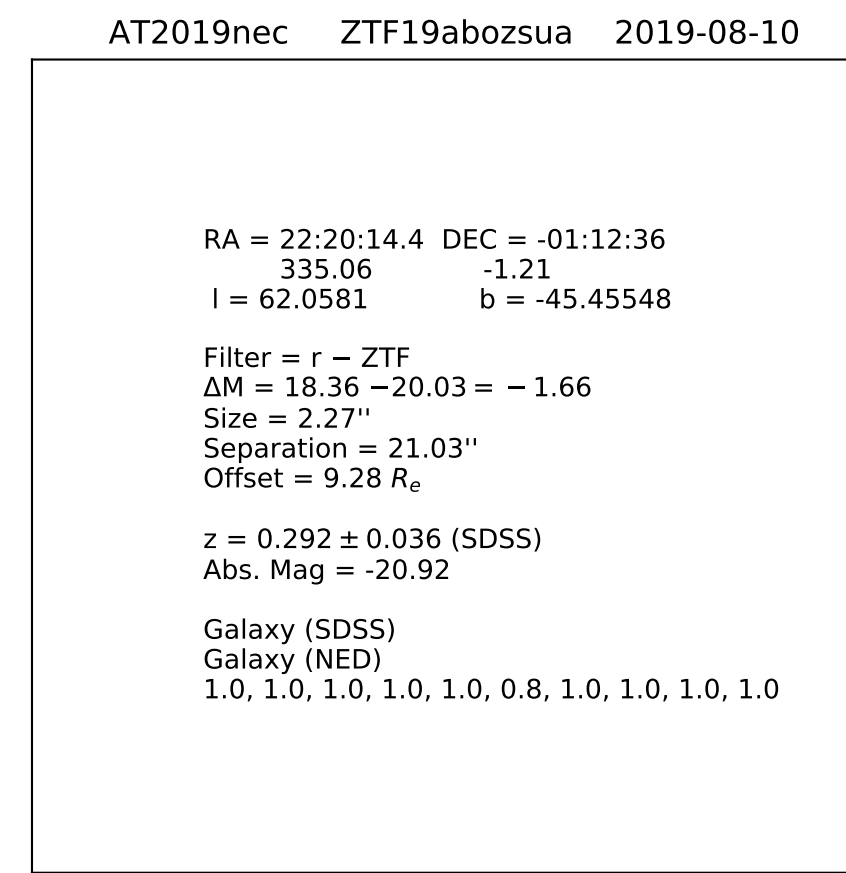 AT2019nec ZTF19abozsua 2019-08-10
RA = 22:20:14.4 DEC = -01:12:36
335.06 -1.21
l = 62.0581 b = -45.45548
Filter = r − ZTF
ΔM = 18.36 −20.03 = − 1.66
Size = 2.27''
Separation = 21.03''
Offset = 9.28 Rₑ
z = 0.292 ± 0.036 (SDSS)
Abs. Mag = -20.92
Galaxy (SDSS)
Galaxy (NED)
1.0, 1.0, 1.0, 1.0, 1.0, 0.8, 1.0, 1.0, 1.0, 1.0